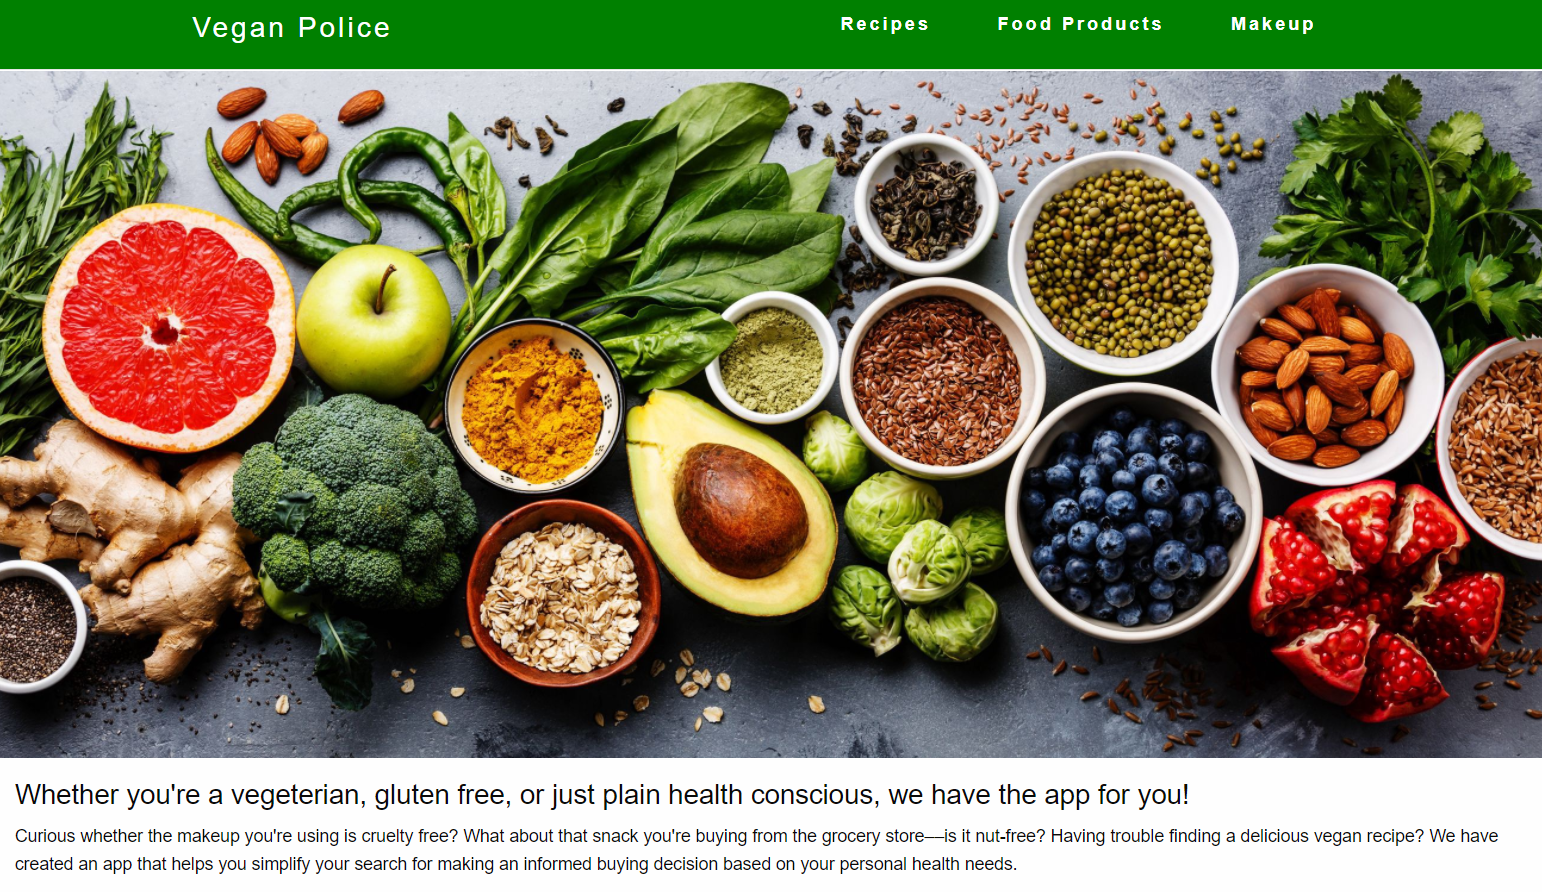 Vegan Police
Recipes
Food Products
Makeup
Whether you're a vegeterian, gluten free, or just plain health conscious, we have the app for you!
Curious whether the makeup you're using is cruelty free? What about that snack you're buying from the grocery store—is it nut-free? Having trouble finding a delicious vegan recipe? We have
created an app that helps you simplify your search for making an informed buying decision based on your personal health needs.